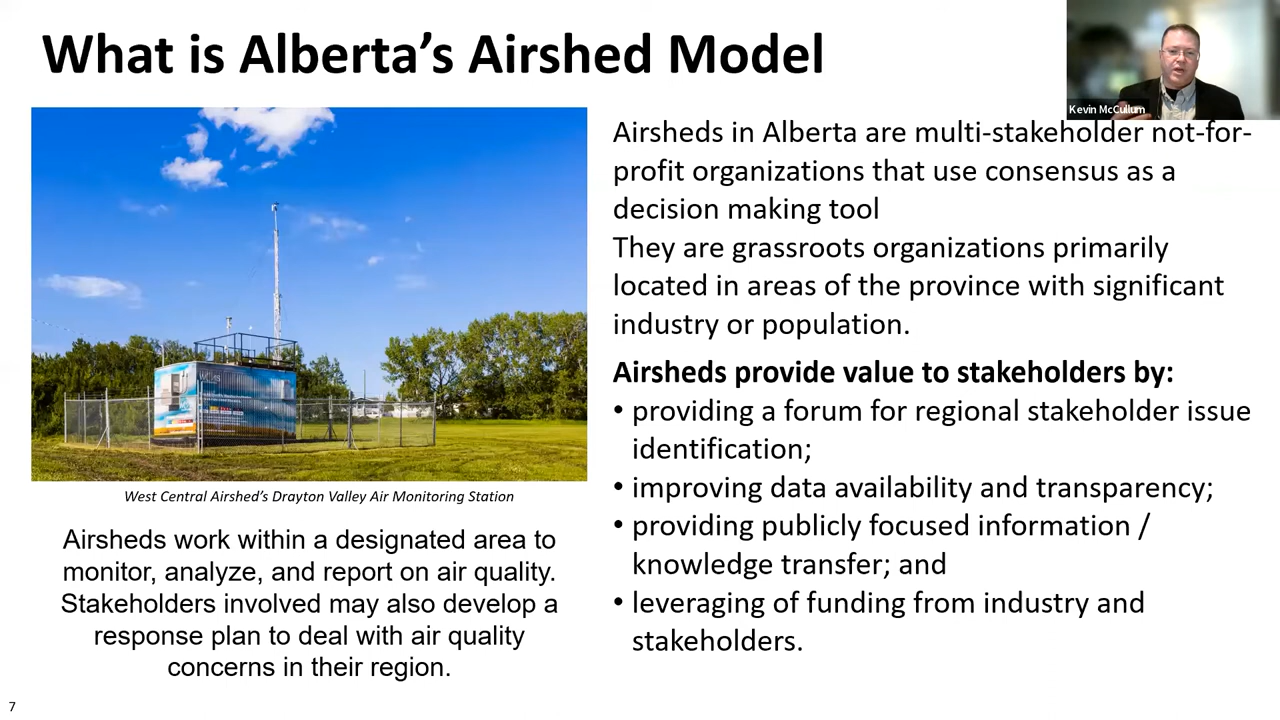 What is Alberta’s Airshed Model
Kevin McCullum
Airsheds in Alberta are multi-stakeholder not-for-
profit organizations that use consensus as a
decision making tool
They are grassroots organizations primarily
located in areas of the province with significant
industry or population.
Airsheds provide value to stakeholders by:
• providing a forum for regional stakeholder issue
identification;
• improving data availability and transparency;
• providing publicly focused information /
knowledge transfer; and
• leveraging of funding from industry and
stakeholders.
West Central Airshed’s Drayton Valley Air Monitoring Station
Airsheds work within a designated area to
monitor, analyze, and report on air quality.
Stakeholders involved may also develop a
response plan to deal with air quality
concerns in their region.
7